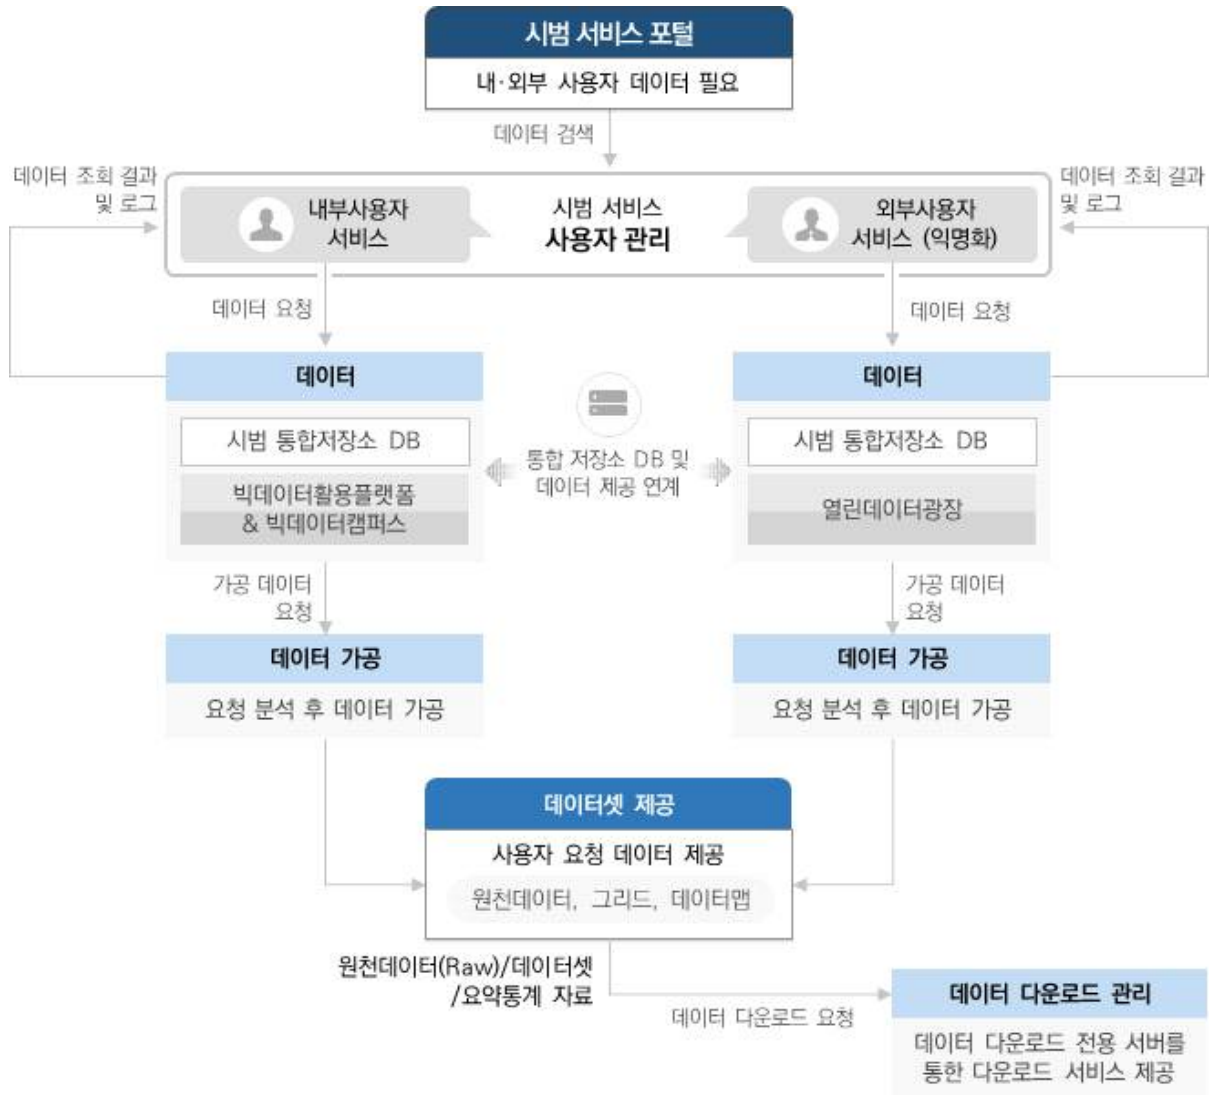 시범 서비스 포털
내·외부 사용자 데이터 필요
데이터 검색
데이터 조회 결과
및 로그
내부사용자
서비스
시범 서비스
사용자 관리
외부사용자
서비스 (익명화)
데이터 조회 결과
및 로그
데이터 요청
데이터 요청
데이터
시범 통합저장소 DB
빅데이터활용플랫폼
& 빅데이터캠퍼스
통합 저장소 DB 및
데이터 제공 연계
데이터
시범 통합저장소 DB
열린데이터광장
가공 데이터
요청
가공 데이터
요청
데이터 가공
요청 분석 후 데이터 가공
데이터 가공
요청 분석 후 데이터 가공
데이터셋 제공
사용자 요청 데이터 제공
원천데이터, 그리드, 데이터맵
원천데이터(Raw)/데이터셋
/요약통계 자료
데이터 다운로드 요청
데이터 다운로드 관리
데이터 다운로드 전용 서버를
통한 다운로드 서비스 제공